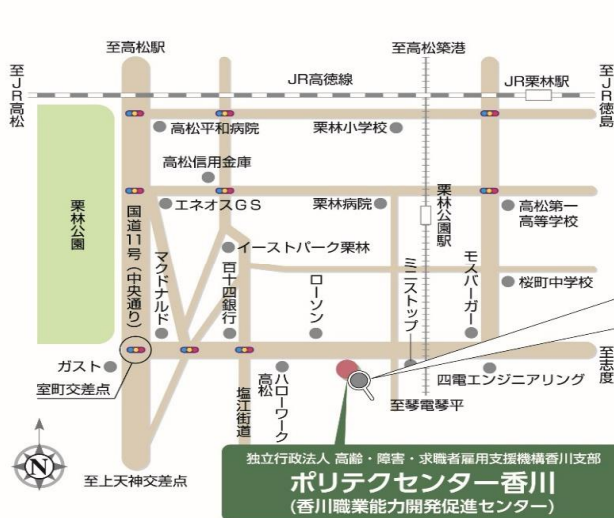 至高松駅
至高松築港
至JR高松
JR高徳線
JR栗林駅
至JR徳島
高松平和病院
栗林小学校
高松信用金庫
栗林公園
エネオスGS
栗林病院
栗林公園駅
高松第一
高等学校
国道11号(中央通り)
イーストパーク栗林
マクドナルド
百十四銀行
ローソン
ミニストップ
モスバーガー
桜町中学校
ガスト
室町交差点
塩江街道
ハローワーク
高松
四電エンジニアリング
至志度
至琴電琴平
N
至上天神交差点
独立行政法人 高齢・障害・求職者雇用支援機構香川支部
ポリテクセンター香川
(香川職業能力開発促進センター)